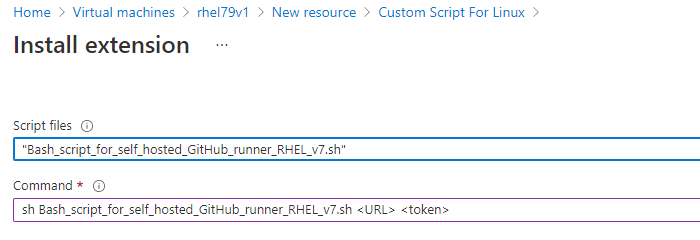 Home > Virtual machines > rhel79v1 > New resource > Custom Script For Linux >
Install extension ...
Script files
"Bash_script_for_self_hosted_GitHub_runner_RHEL_v7.sh"
Command *
sh Bash_script_for_self_hosted_GitHub_runner_RHEL_v7.sh <URL> <token>